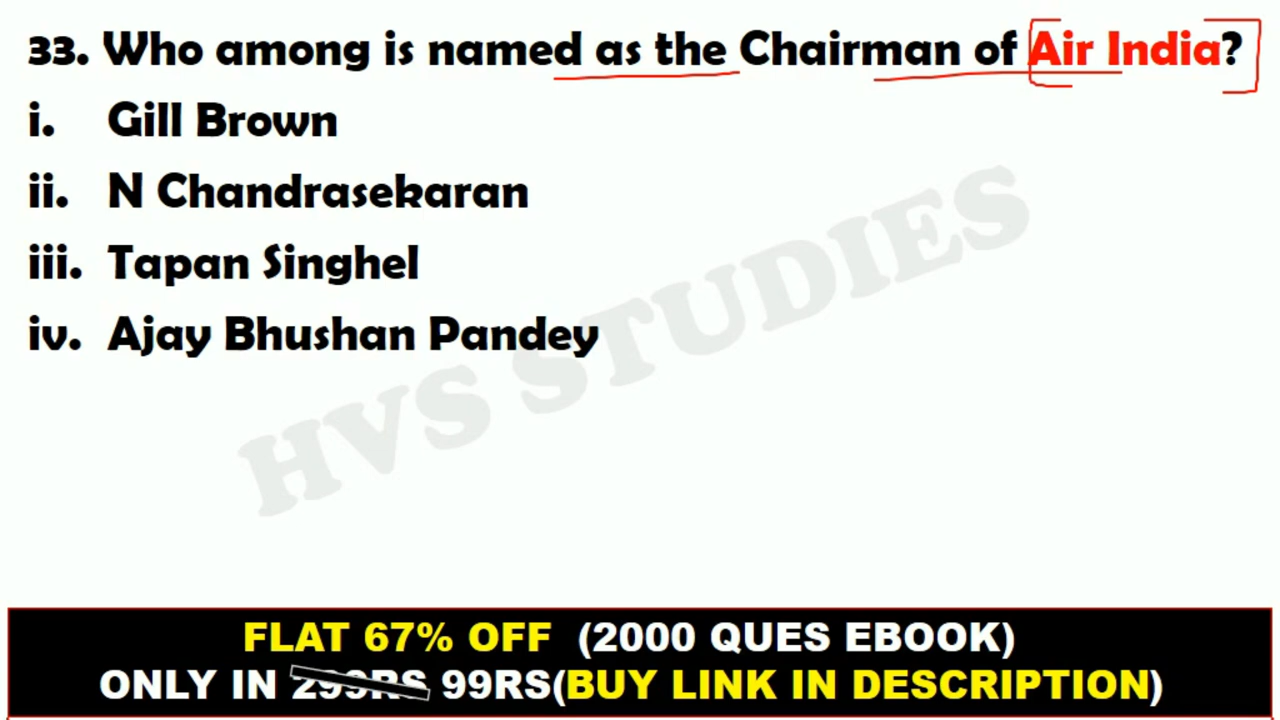 33. Who among is named as the Chairman of Air India?
i. Gill Brown
ii. N Chandrasekaran
iii. Tapan Singhel
iv. Ajay Bhushan Pandey
HVS STUDIES
FLAT 67% OFF (2000 QUES EBOOK)
ONLY IN 299RS 99RS(BUY LINK IN DESCRIPTION)